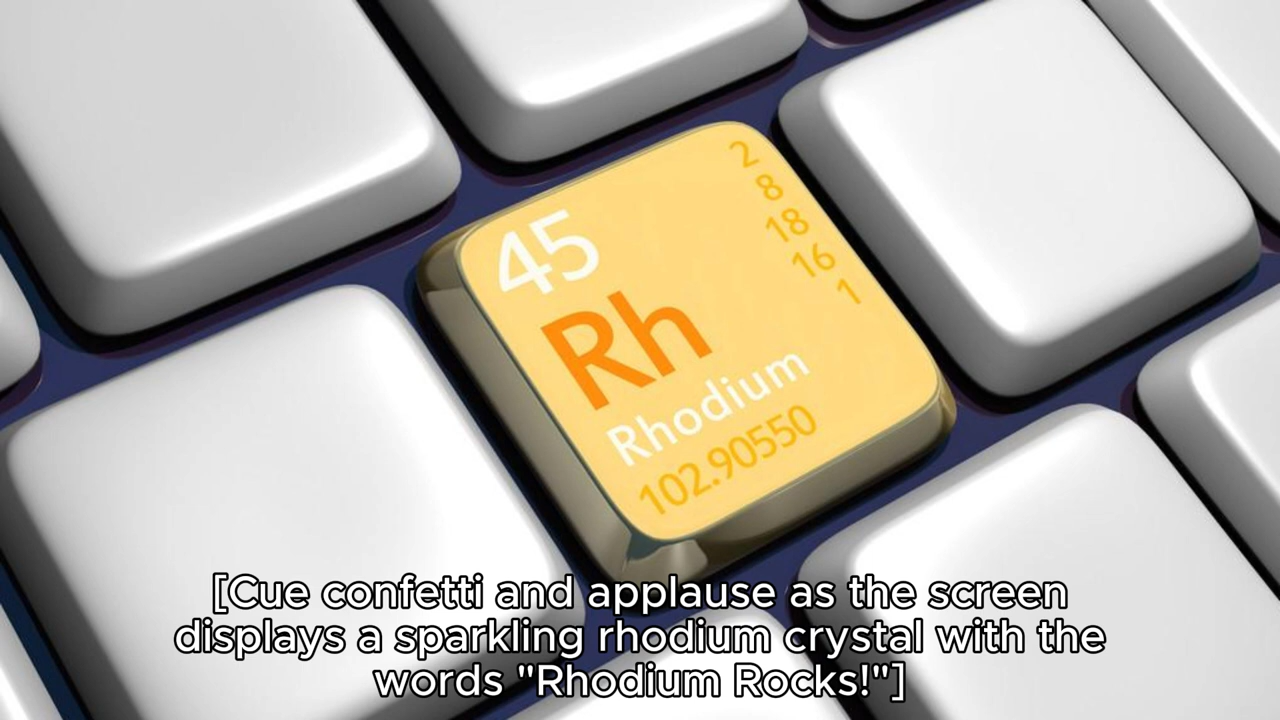 45
Rh
Rhodium
102.90550
2
8
18
16
1
[Cue confetti and applause as the screen
displays a sparkling rhodium crystal with the
words "Rhodium Rocks!"]